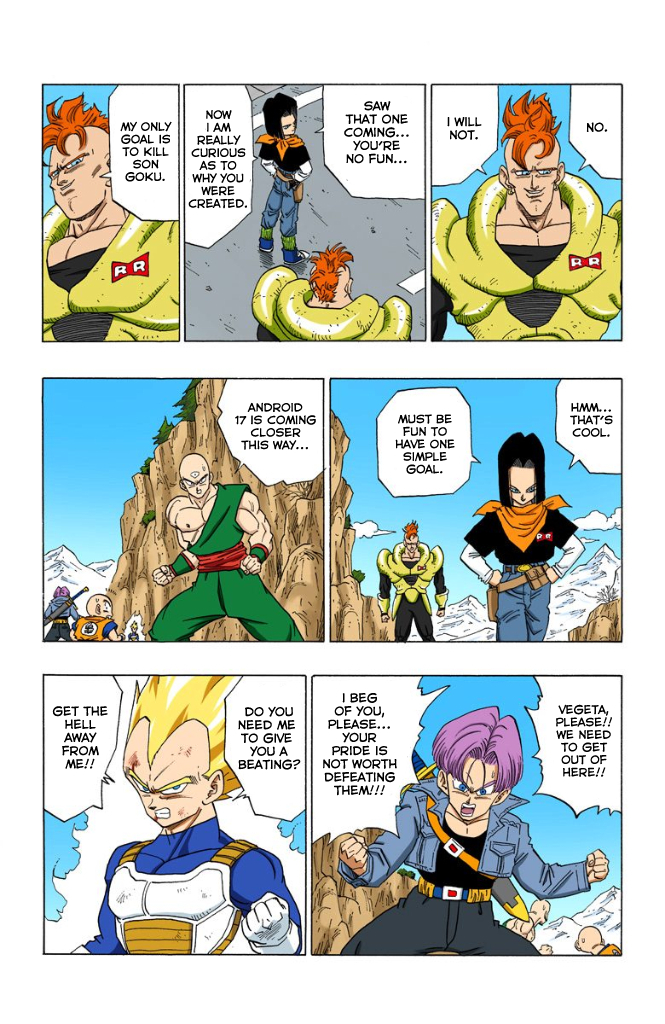 NO.
I WILL
NOT.
SAW
THAT ONE
COMING...
YOU'RE
NO FUN...
NOW
I AM
REALLY
CURIOUS
AS TO
WHY YOU
WERE
CREATED.
MY ONLY
GOAL IS
TO KILL
SON
GOKU.
RR
RR
HMM...
THAT'S
COOL.
MUST BE
FUN TO
HAVE ONE
SIMPLE
GOAL.
RR
ANDROID
17 IS COMING
CLOSER
THIS WAY...
VEGETA,
PLEASE!!
WE NEED
TO GET
OUT OF
HERE!!
I BEG
OF YOU,
PLEASE...
YOUR
PRIDE IS
NOT WORTH
DEFEATING
THEM!!!
DO YOU
NEED ME
TO GIVE
YOU A
BEATING?
GET THE
HELL
AWAY
FROM
ME!!